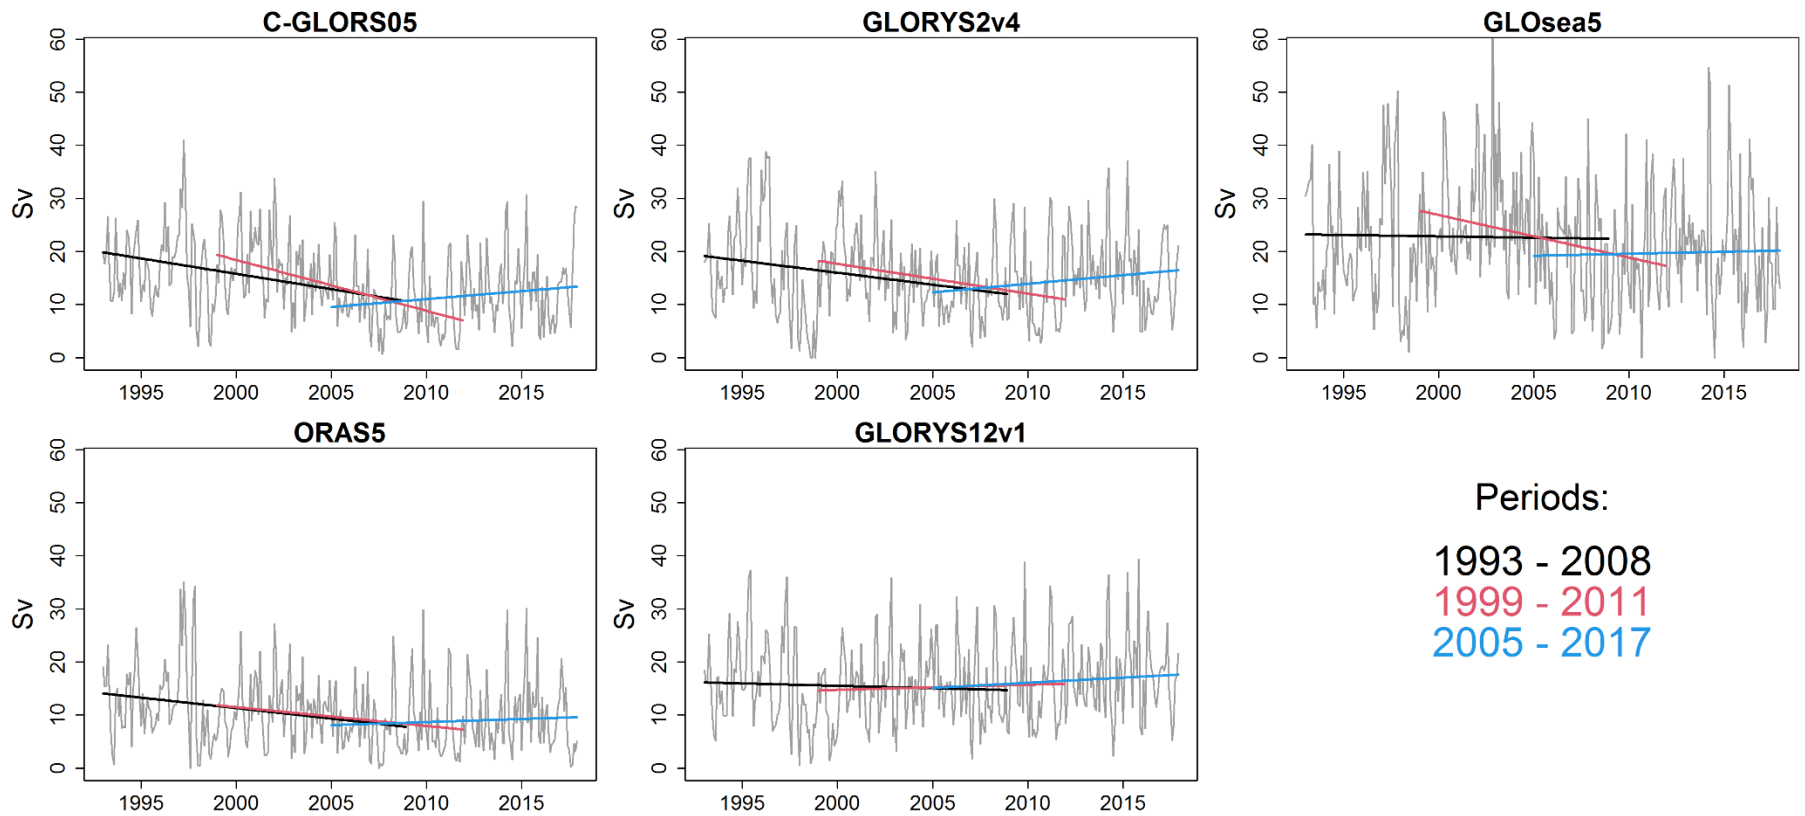 C-GLORS05
GLORYS2v4
GLOsea5
Sv
0 10 20 30 40 50 60
1995 2000 2005 2010 2015
Sv
0 10 20 30 40 50 60
1995 2000 2005 2010 2015
Sv
0 10 20 30 40 50 60
1995 2000 2005 2010 2015
ORAS5
GLORYS12v1
Sv
0 10 20 30 40 50 60
1995 2000 2005 2010 2015
Sv
0 10 20 30 40 50 60
1995 2000 2005 2010 2015
Periods:
1993 - 2008
1999 - 2011
2005 - 2017